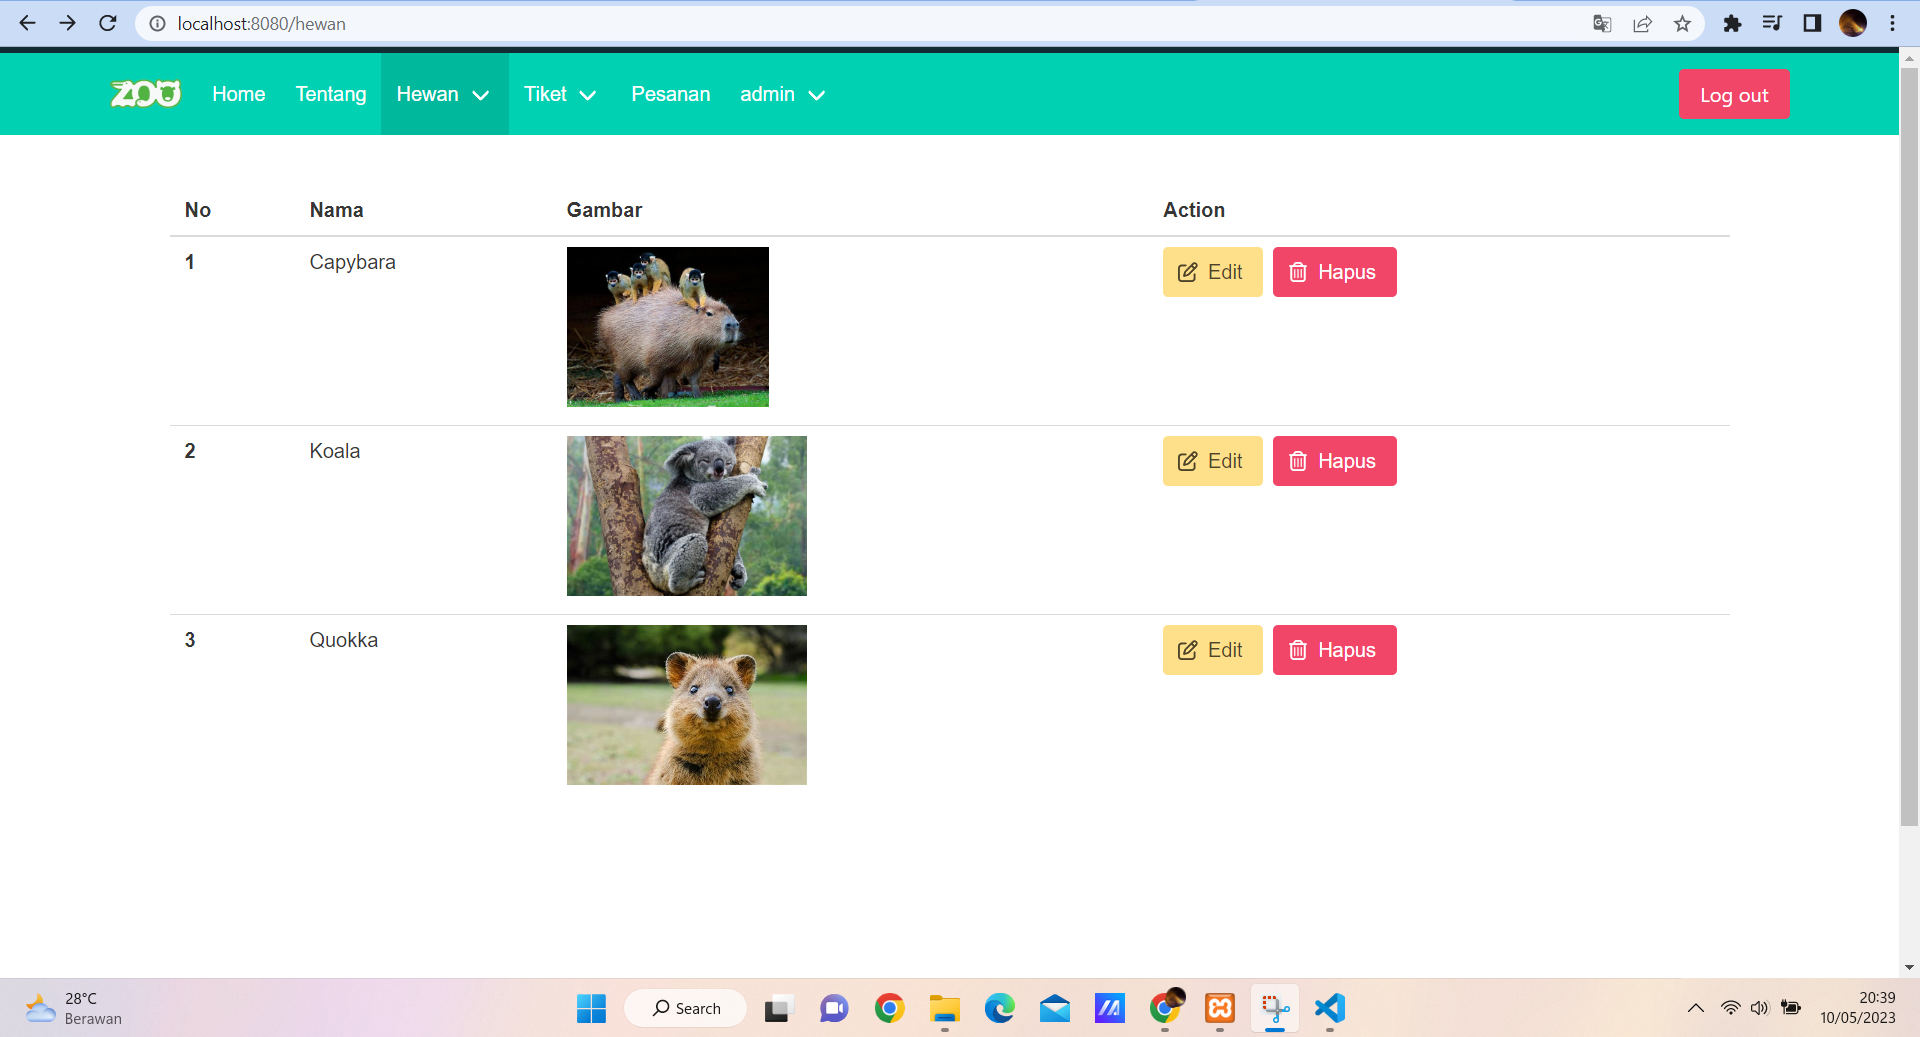 localhost:8080/hewan
ZOO Home Tentang Hewan Tiket Pesanan admin Log out
No Nama Gambar Action
1 Capybara Edit Hapus
2 Koala Edit Hapus
3 Quokka Edit Hapus
28°C
Berawan
Search
20:39
10/05/2023